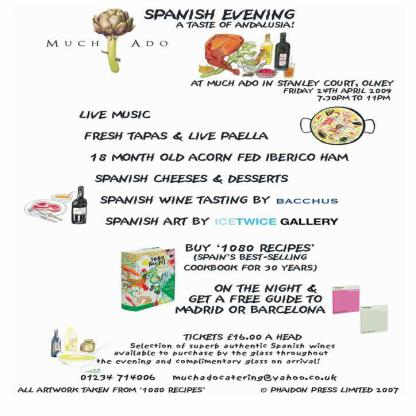 SPANISH EVENING
A TASTE OF ANDALUSIA!
MUCH ADO
AT MUCH ADO IN STANLEY COURT, OLNEY
FRIDAY 24TH APRIL 2009
7.30PM TO 11PM
LIVE MUSIC
FRESH TAPAS & LIVE PAELLA
18 MONTH OLD ACORN FED IBERICO HAM
SPANISH CHEESES & DESSERTS
SPANISH WINE TASTING BY BACCHUS
SPANISH ART BY ICETWICE GALLERY
BUY '1080 RECIPES'
(SPAIN'S BEST-SELLING
COOKBOOK FOR 30 YEARS)
1080
RECIPES
ON THE NIGHT &
GET A FREE GUIDE TO
MADRID OR BARCELONA
TICKETS £16.00 A HEAD
Selection of superb authentic Spanish wines
available to purchase by the glass throughout
the evening and complimentary glass on arrival!
01234 714006 muchadocatering@yahoo.co.uk
ALL ARTWORK TAKEN FROM '1080 RECIPES' © PHAIDON PRESS LIMITED 2007